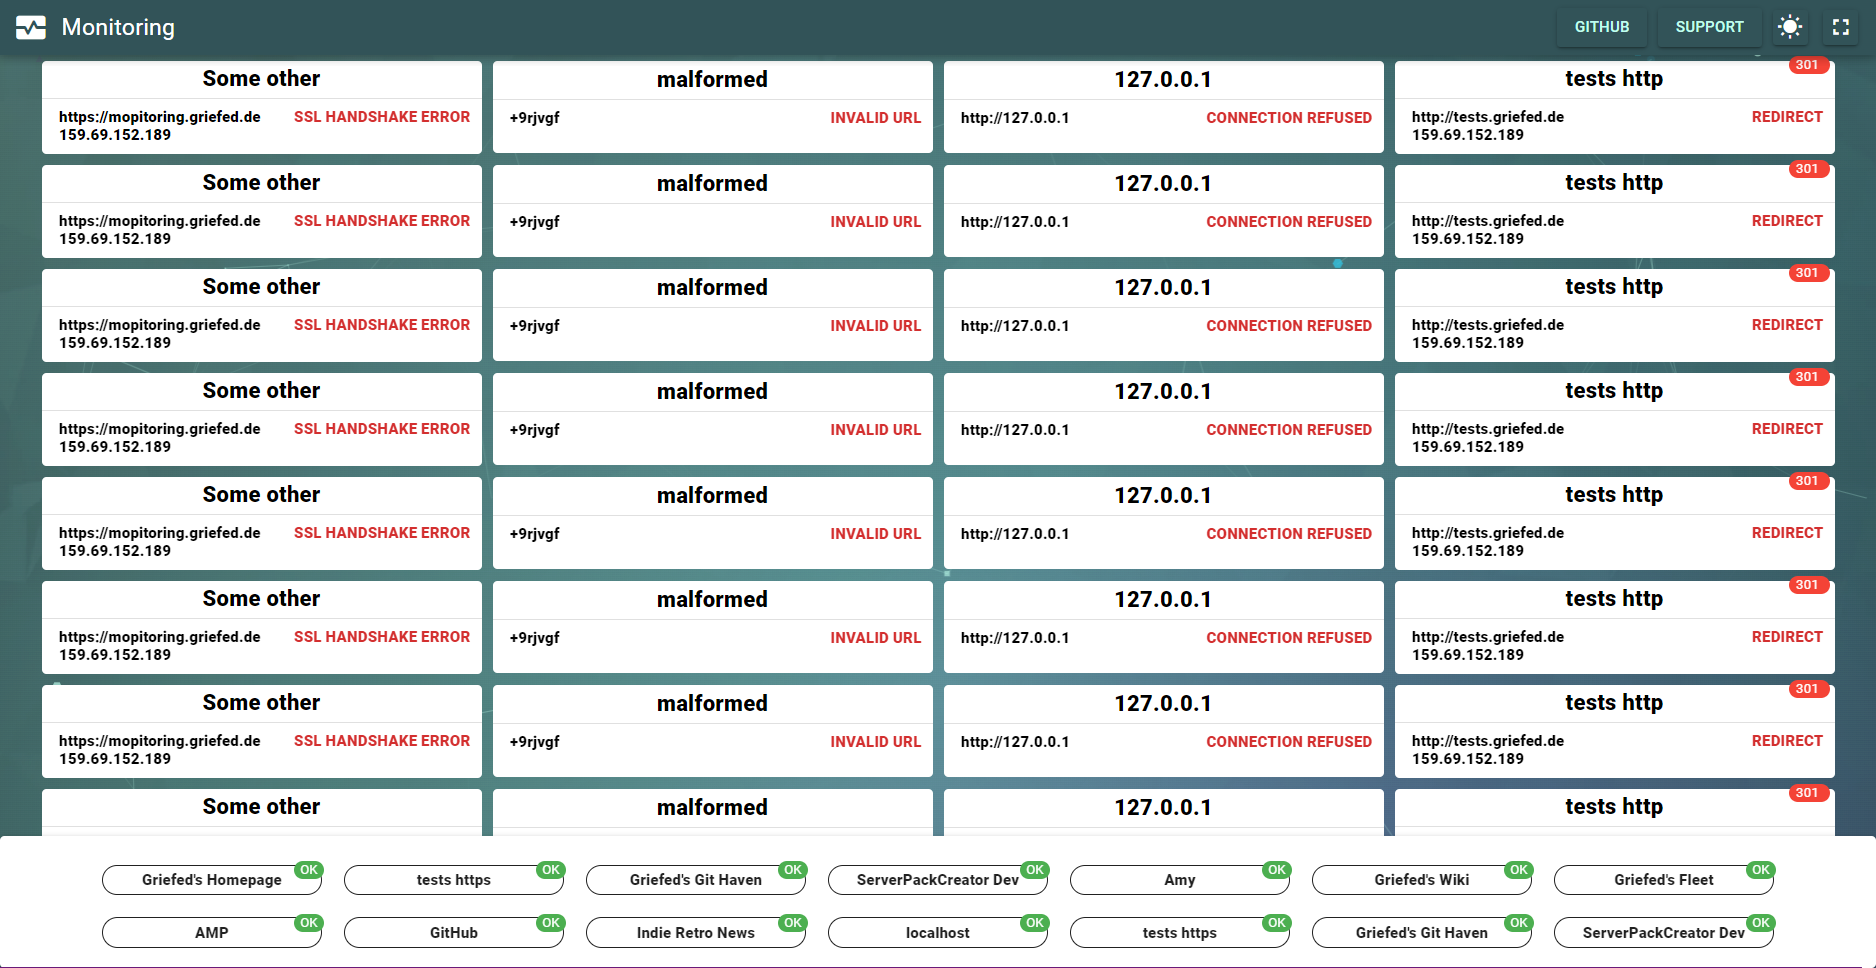 Monitoring
GITHUB
SUPPORT
Some other
https://mopitoring.griefed.de SSL HANDSHAKE ERROR
159.69.152.189
malformed
+9rjvgf INVALID URL
127.0.0.1
http://127.0.0.1 CONNECTION REFUSED
301
tests http
http://tests.griefed.de REDIRECT
159.69.152.189
Some other
https://mopitoring.griefed.de SSL HANDSHAKE ERROR
159.69.152.189
malformed
+9rjvgf INVALID URL
127.0.0.1
http://127.0.0.1 CONNECTION REFUSED
301
tests http
http://tests.griefed.de REDIRECT
159.69.152.189
Some other
https://mopitoring.griefed.de SSL HANDSHAKE ERROR
159.69.152.189
malformed
+9rjvgf INVALID URL
127.0.0.1
http://127.0.0.1 CONNECTION REFUSED
301
tests http
http://tests.griefed.de REDIRECT
159.69.152.189
Some other
https://mopitoring.griefed.de SSL HANDSHAKE ERROR
159.69.152.189
malformed
+9rjvgf INVALID URL
127.0.0.1
http://127.0.0.1 CONNECTION REFUSED
301
tests http
http://tests.griefed.de REDIRECT
159.69.152.189
Some other
https://mopitoring.griefed.de SSL HANDSHAKE ERROR
159.69.152.189
malformed
+9rjvgf INVALID URL
127.0.0.1
http://127.0.0.1 CONNECTION REFUSED
301
tests http
http://tests.griefed.de REDIRECT
159.69.152.189
Some other
https://mopitoring.griefed.de SSL HANDSHAKE ERROR
159.69.152.189
malformed
+9rjvgf INVALID URL
127.0.0.1
http://127.0.0.1 CONNECTION REFUSED
301
tests http
http://tests.griefed.de REDIRECT
159.69.152.189
Some other
https://mopitoring.griefed.de SSL HANDSHAKE ERROR
159.69.152.189
malformed
+9rjvgf INVALID URL
127.0.0.1
http://127.0.0.1 CONNECTION REFUSED
301
tests http
http://tests.griefed.de REDIRECT
159.69.152.189
Some other
malformed
127.0.0.1
301
tests http
Griefed's Homepage OK
tests https OK
Griefed's Git Haven OK
ServerPackCreator Dev OK
Amy OK
Griefed's Wiki OK
Griefed's Fleet OK
AMP OK
GitHub OK
Indie Retro News OK
localhost OK
tests https OK
Griefed's Git Haven OK
ServerPackCreator Dev OK